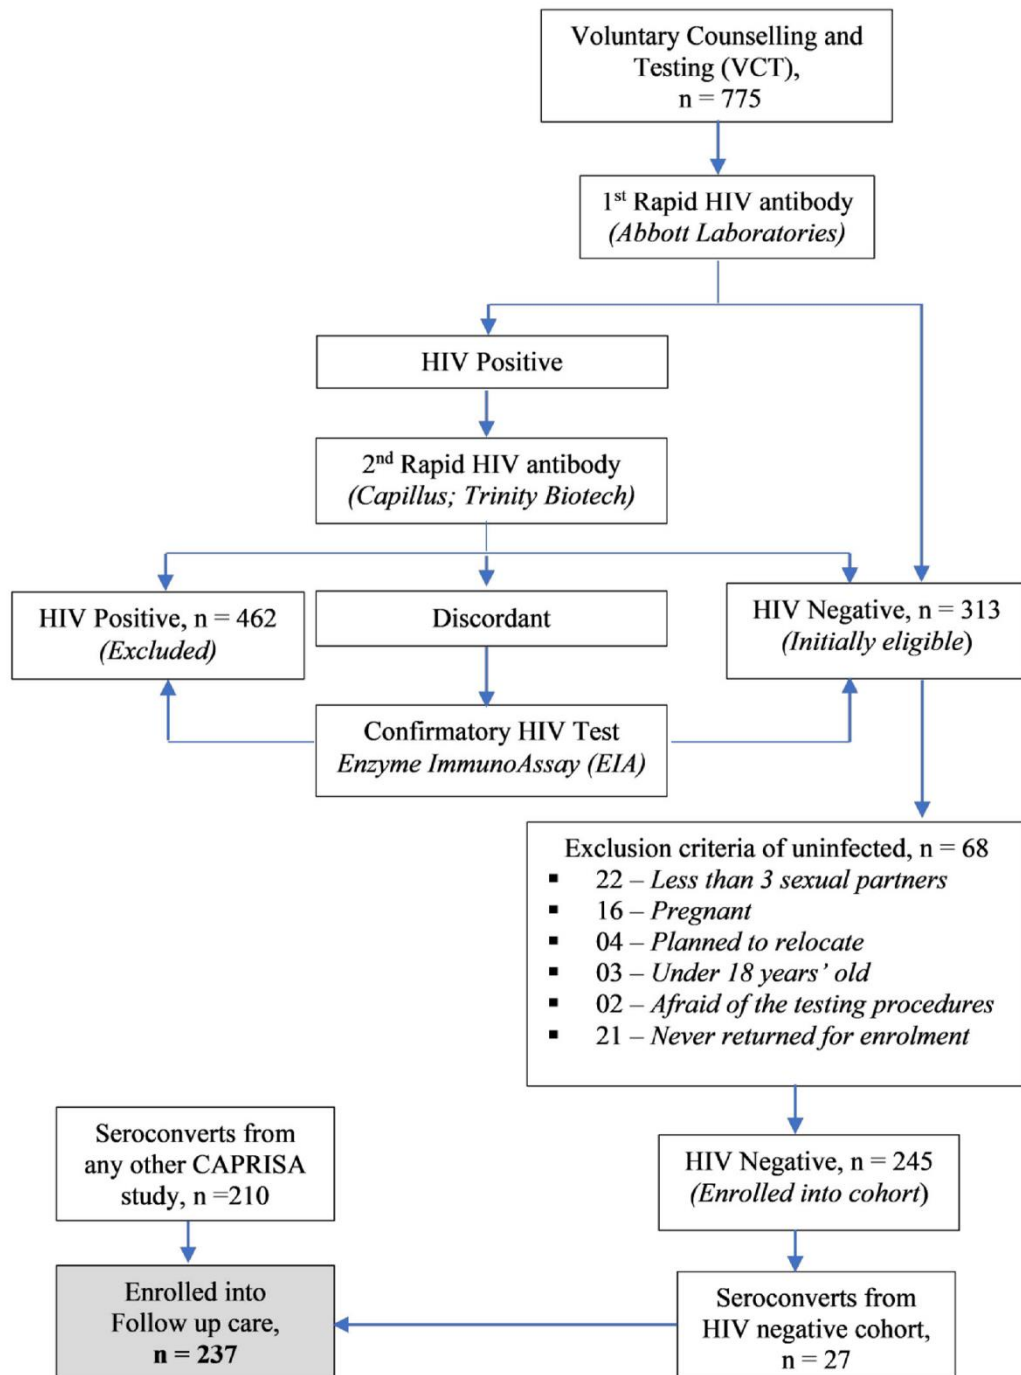 Voluntary Counselling and
Testing (VCT),
n = 775
1st Rapid HIV antibody
(Abbott Laboratories)
HIV Positive
2nd Rapid HIV antibody
(Capillus; Trinity Biotech)
HIV Positive, n = 462
(Excluded)
Discordant
HIV Negative, n = 313
(Initially eligible)
Confirmatory HIV Test
Enzyme ImmunoAssay (EIA)
Exclusion criteria of uninfected, n = 68
▪ 22 – Less than 3 sexual partners
▪ 16 – Pregnant
▪ 04 – Planned to relocate
▪ 03 – Under 18 years’ old
▪ 02 – Afraid of the testing procedures
▪ 21 – Never returned for enrolment
Seroconverts from
any other CAPRISA
study, n =210
HIV Negative, n = 245
(Enrolled into cohort)
Enrolled into
Follow up care,
n = 237
Seroconverts from
HIV negative cohort,
n = 27